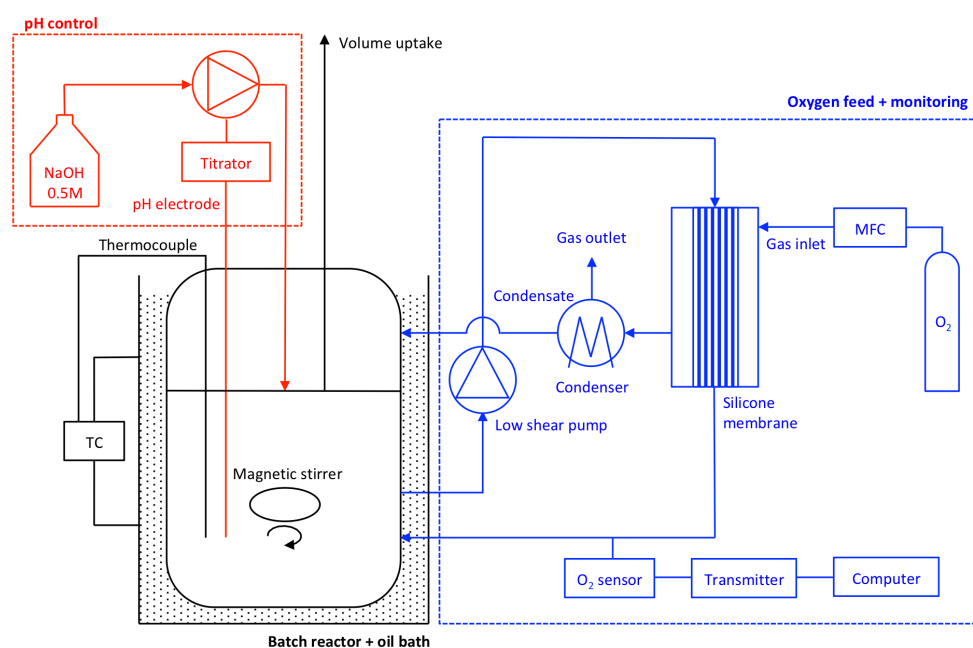 pH control
Volume uptake
NaOH
0.5M
Titrator
pH electrode
Thermocouple
TC
Magnetic stirrer
Batch reactor + oil bath
Oxygen feed + monitoring
Gas outlet
Condensate
Condenser
Low shear pump
Gas inlet
MFC
O₂
Silicone
membrane
O₂ sensor
Transmitter
Computer